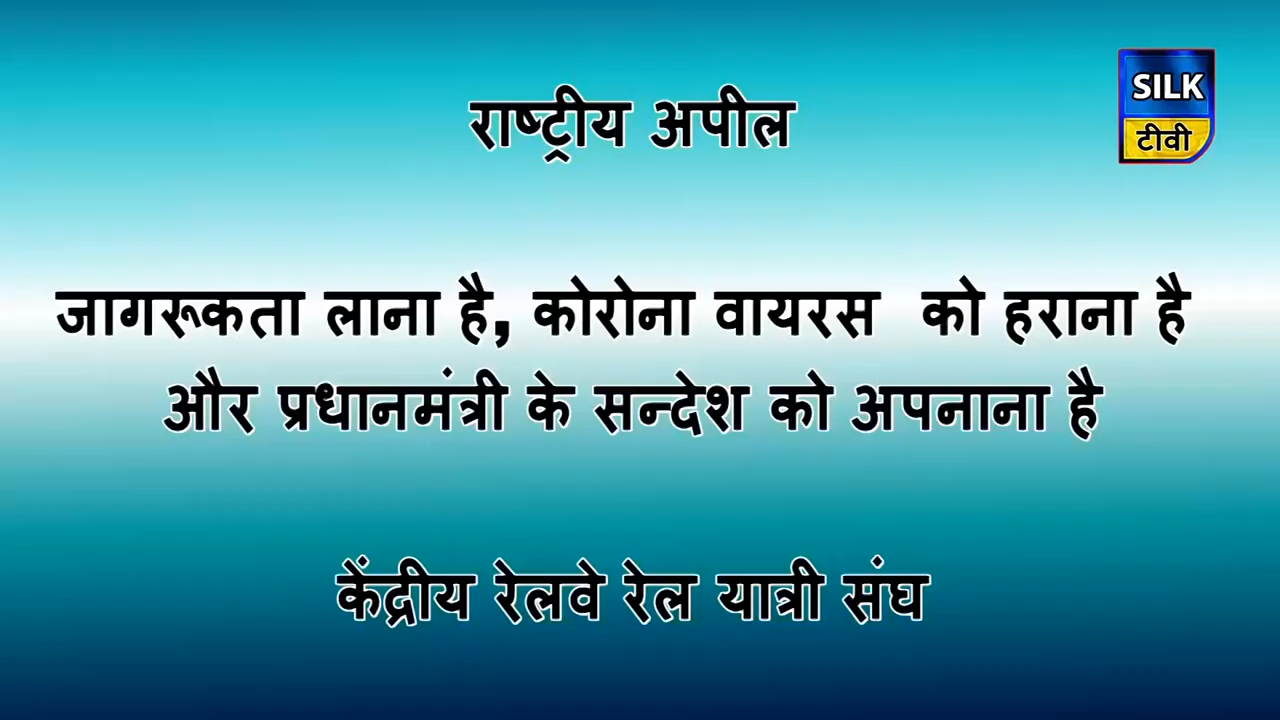 राष्ट्रीय अपील
SILK
टीवी
जागरूकता लाना है, कोरोना वायरस को हराना है
और प्रधानमंत्री के सन्देश को अपनाना है
केंद्रीय रेलवे रेल यात्री संघ